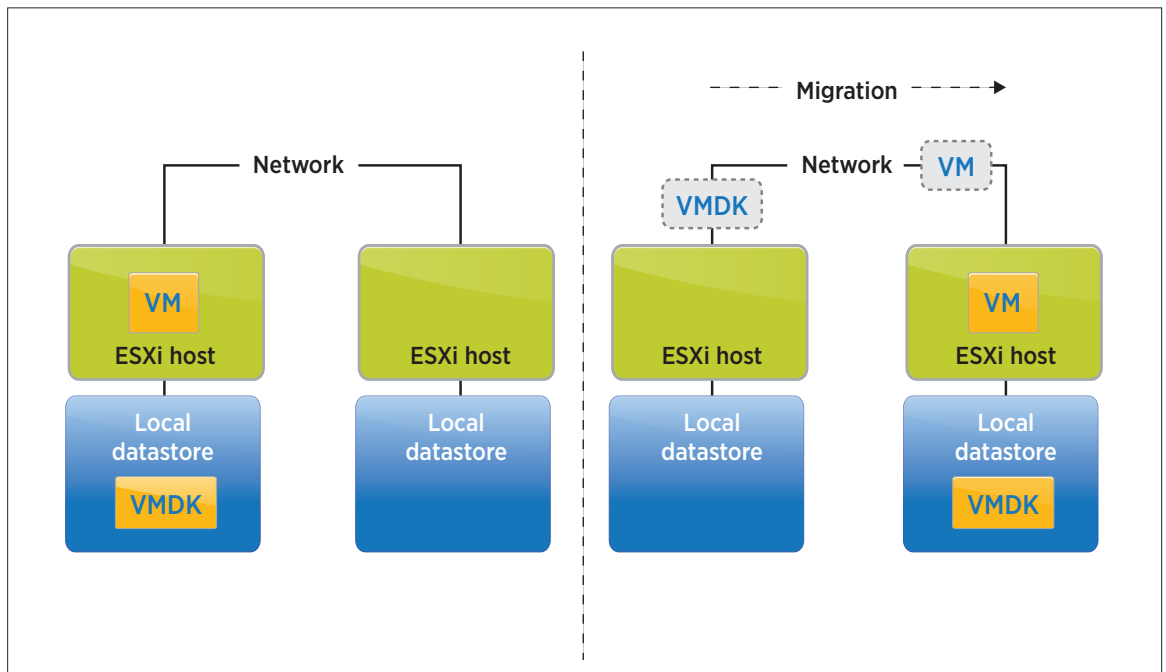 Migration
Network
Network
VM
VMDK
VM
ESXi host
ESXi host
ESXi host
VM
ESXi host
Local
datastore
VMDK
Local
datastore
Local
datastore
Local
datastore
VMDK